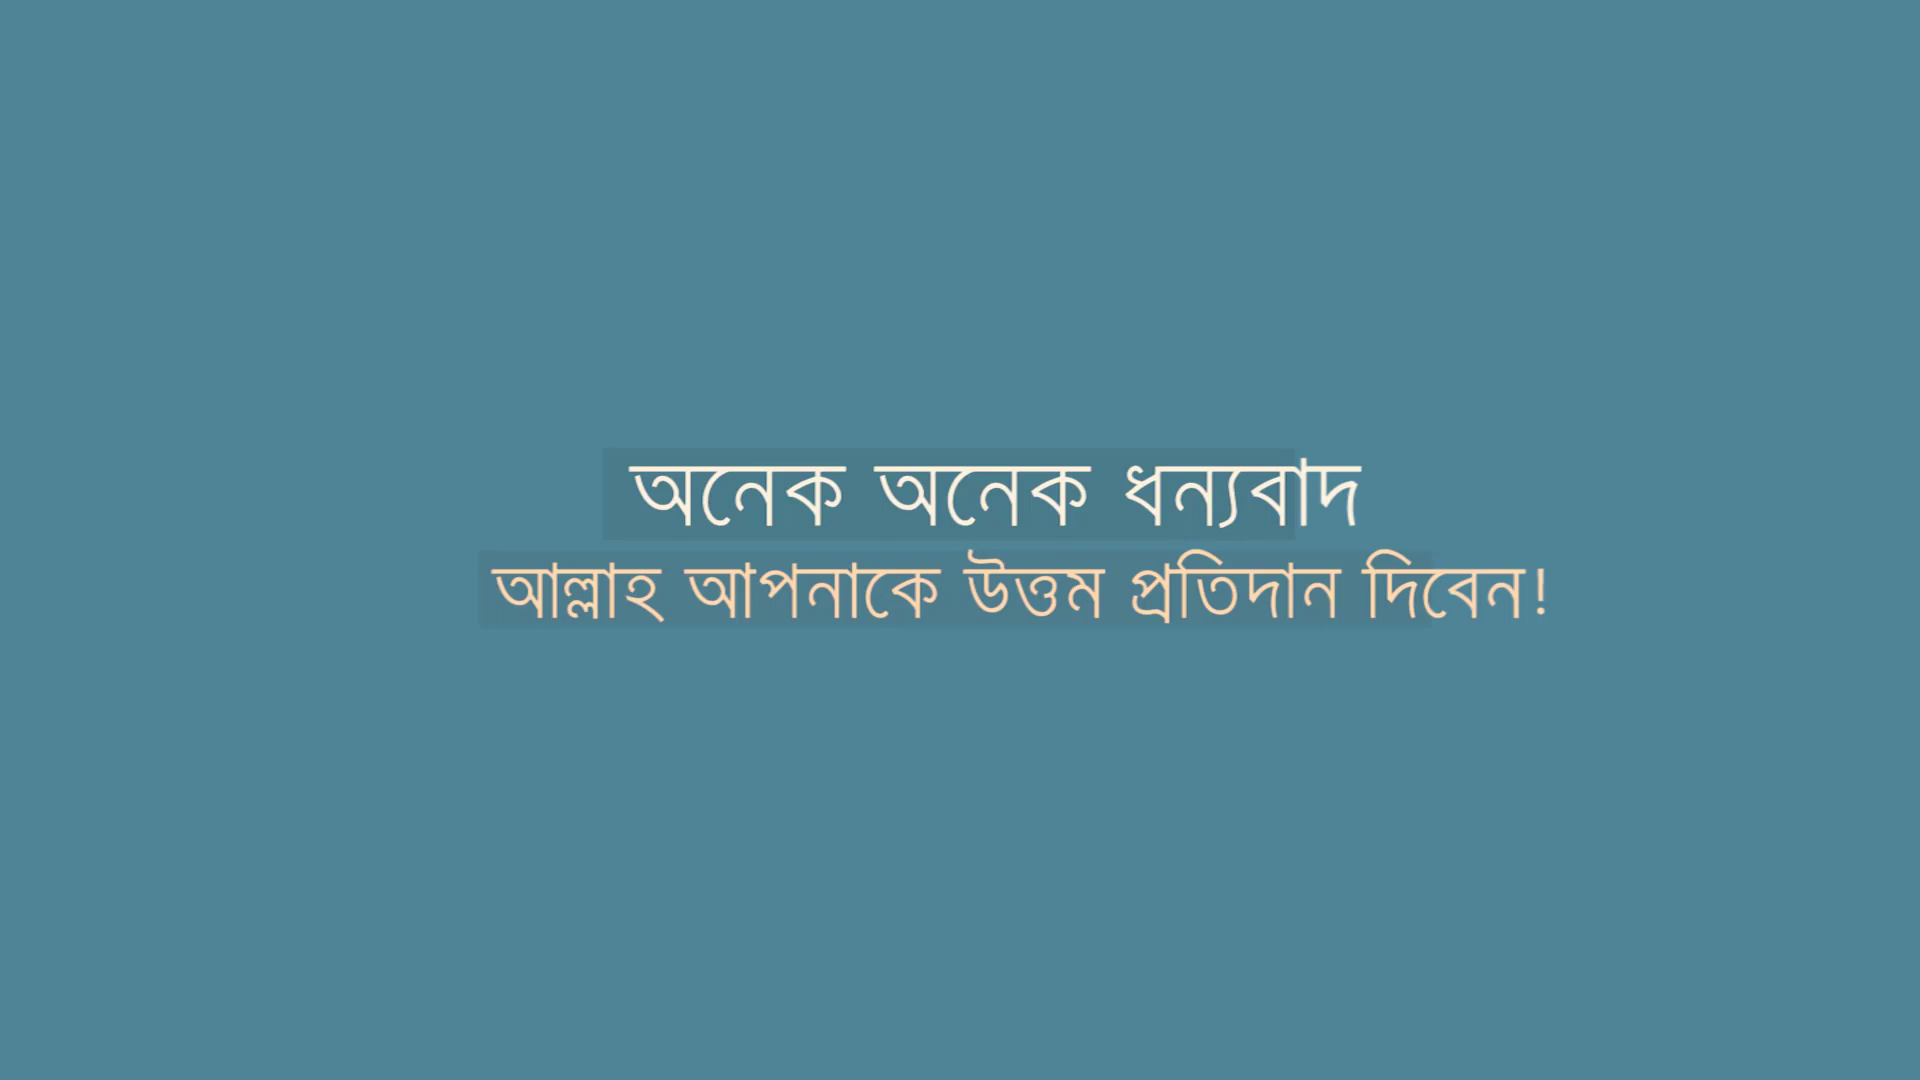 অনেক অনেক ধন্যবাদ
আল্লাহ আপনাকে উত্তম প্রতিদান দিবেন!